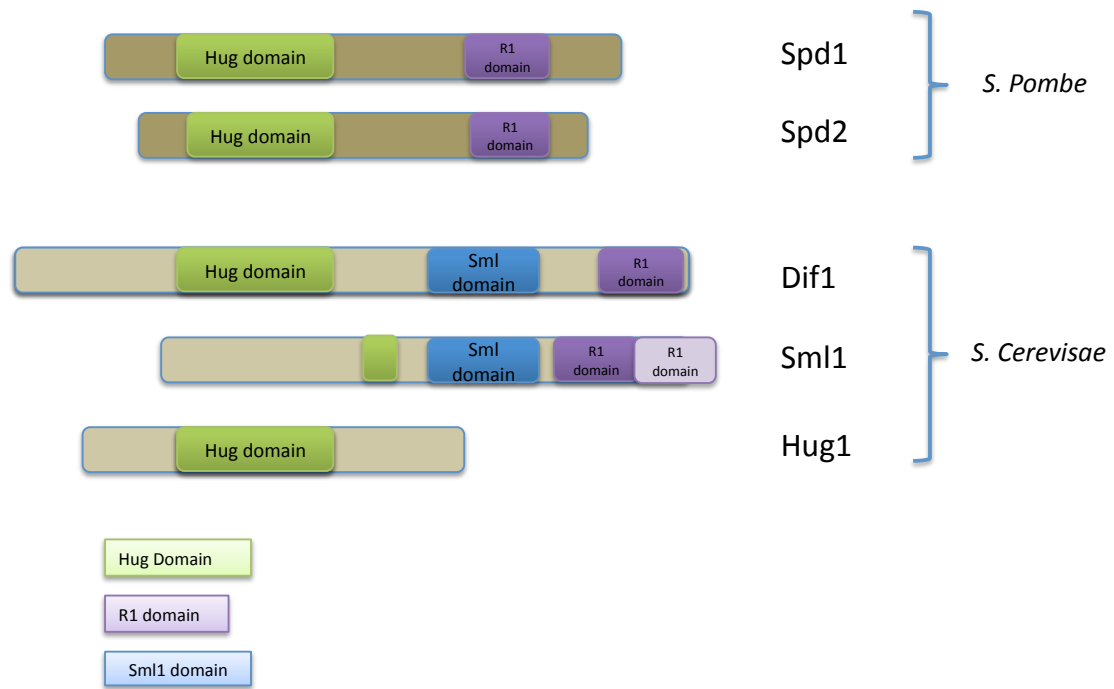 Hug domain
R1
domain
Spd1
S. Pombe
Hug domain
R1
domain
Spd2
Hug domain
Sml
domain
R1
domain
Dif1
Sml
domain
R1
domain
R1
domain
Sml1
S. Cerevisae
Hug domain
Hug1
Hug Domain
R1 domain
Sml1 domain